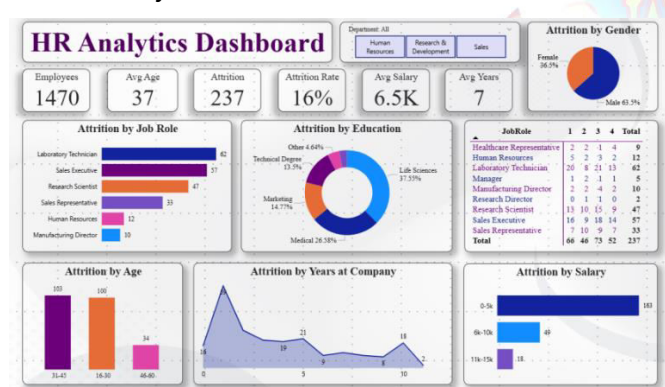 HR Analytics Dashboard
Department: All
Human Resources
Research & Development
Sales
Attrition by Gender
Female
36.5%
Male 63.5%
Employees
1470
Avg Age
37
Attrition
237
Attrition Rate
16%
Avg Salary
6.5K
Avg Years
7
Attrition by Job Role
Laboratory Technician 62
Sales Executive 57
Research Scientist 47
Sales Representative 33
Human Resources 12
Manufacturing Director 10
Attrition by Education
Other 4.64%
Technical Degree
13.5%
Marketing
14.77%
Medical 26.58%
Life Sciences
37.55%
JobRole 1 2 3 4 Total
Healthcare Representative 2 2 1 4 9
Human Resources 5 2 3 2 12
Laboratory Technician 20 8 21 13 62
Manager 1 2 1 1 5
Manufacturing Director 2 2 4 2 10
Research Director 0 1 1 0 2
Research Scientist 13 10 15 9 47
Sales Executive 16 9 18 14 57
Sales Representative 7 10 9 7 33
Total 66 46 73 52 237
Attrition by Age
103
100
34
31-45
16-30
46-60
Attrition by Years at Company
16
19
21
9
8
18
2
0
5
10
Attrition by Salary
0-5k 163
6k-10k 49
11k-15k 18